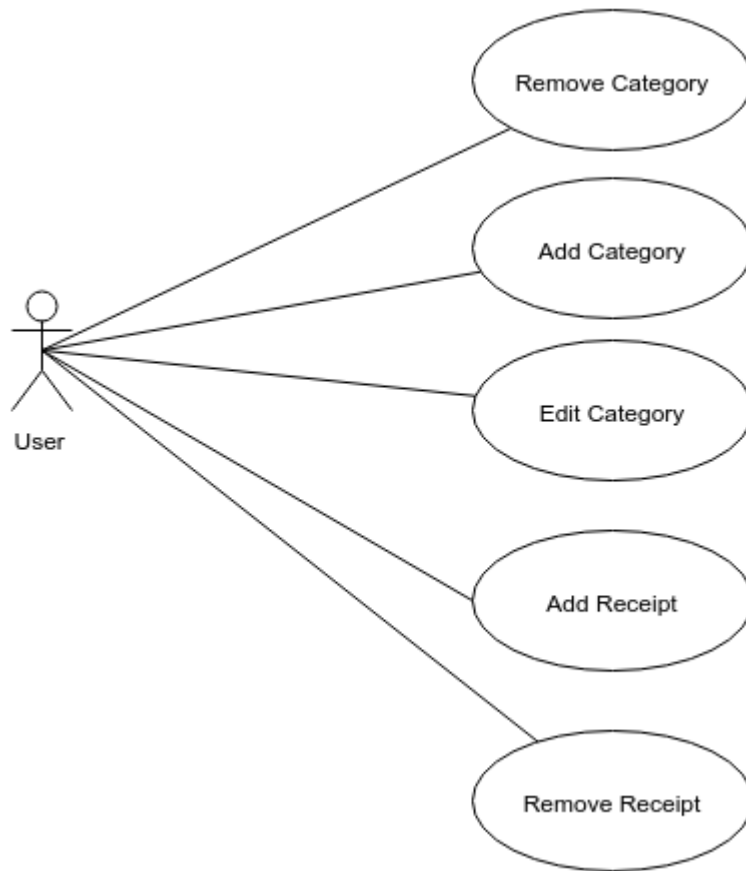 Remove Category
Add Category
Edit Category
User
Add Receipt
Remove Receipt